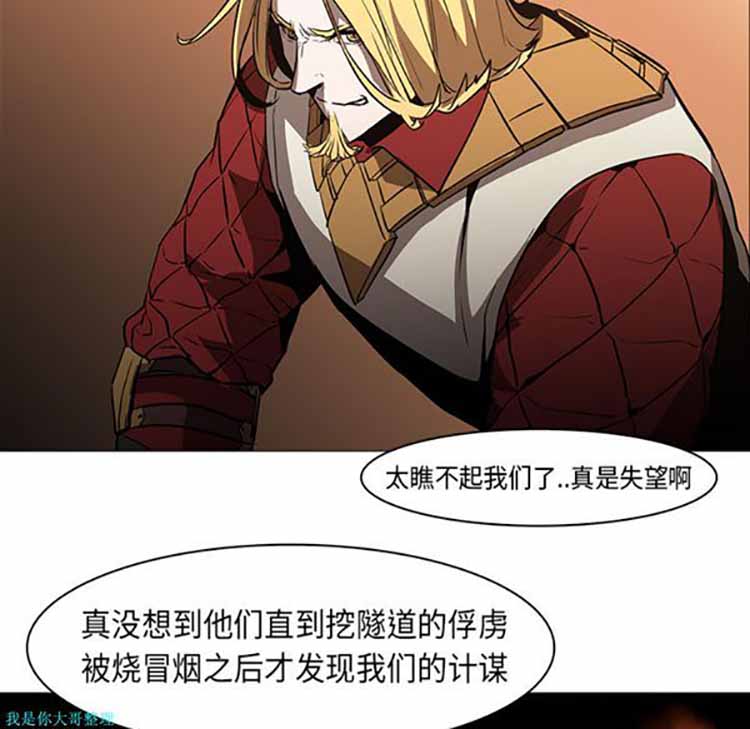 太瞧不起我们了..真是失望啊
真没想到他们直到挖隧道的俘虏
被烧冒烟之后才发现我们的计谋
我是你大哥整理